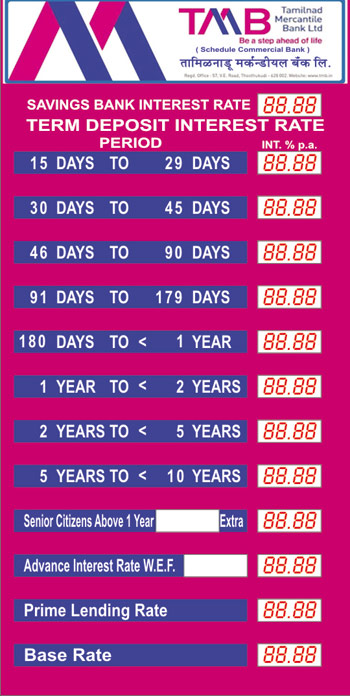 TMB Tamilnad
Mercantile
Bank Ltd
Be a step ahead of life
( Schedule Commercial Bank )
तामिळनाडू मर्कन्डीयल बँक लि.
SAVINGS BANK INTEREST RATE 88.88
TERM DEPOSIT INTEREST RATE
PERIOD INT. % p.a.
15 DAYS TO 29 DAYS 88.88
30 DAYS TO 45 DAYS 88.88
46 DAYS TO 90 DAYS 88.88
91 DAYS TO 179 DAYS 88.88
180 DAYS TO < 1 YEAR 88.88
1 YEAR TO < 2 YEARS 88.88
2 YEARS TO < 5 YEARS 88.88
5 YEARS TO < 10 YEARS 88.88
Senior Citizens Above 1 Year Extra 88.88
Advance Interest Rate W.E.F. 88.88
Prime Lending Rate 88.88
Base Rate 88.88